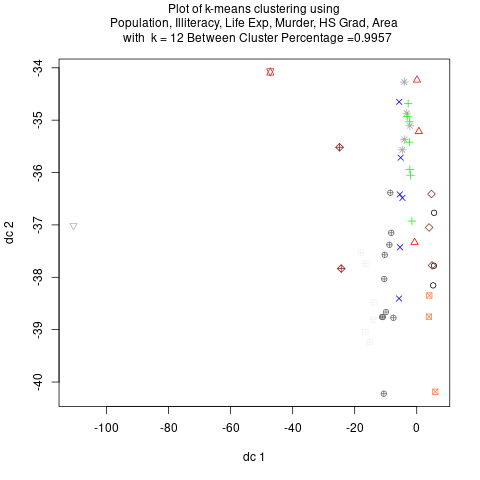 Plot of k-means clustering using
Population, Illiteracy, Life Exp, Murder, HS Grad, Area
with k = 12 Between Cluster Percentage =0.9957
-34
-35
-36
-37
-38
-39
-40
dc 2
-100
-80
-60
-40
-20
0
dc 1